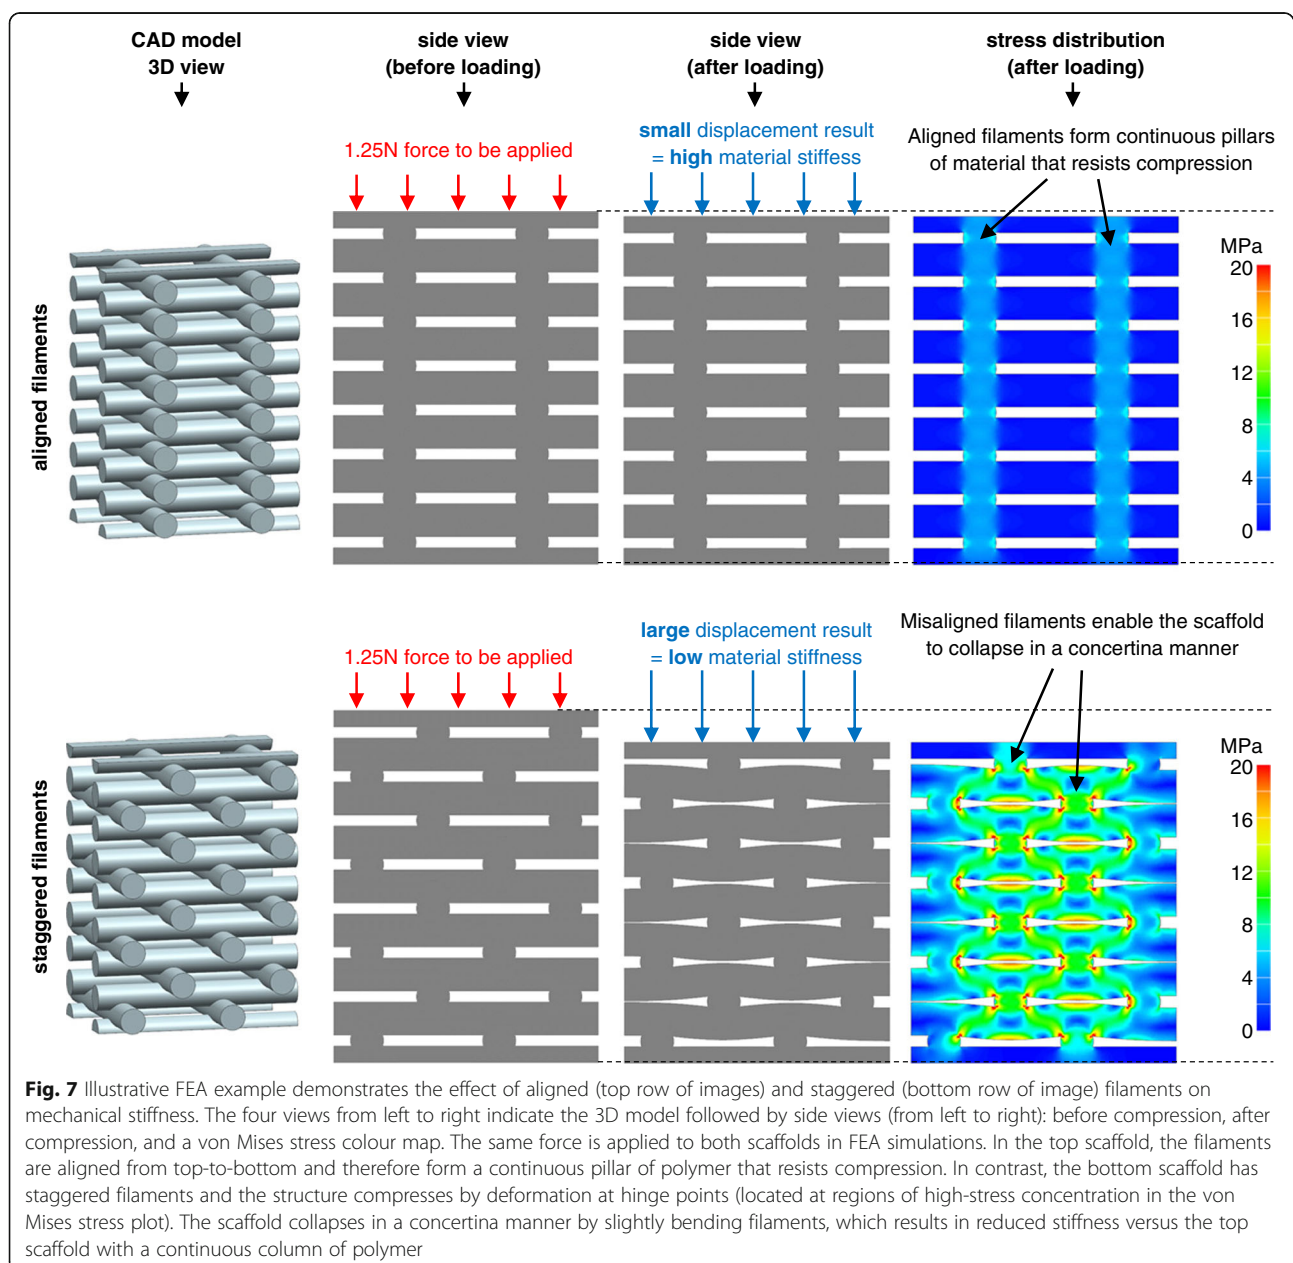 CAD model
3D view
side view
(before loading)
side view
(after loading)
stress distribution
(after loading)
aligned filaments
1.25N force to be applied
small displacement result
= high material stiffess
Aligned filaments form continuous pillars
of material that resists compression
MPa
20
16
12
8
4
0
staggered filaments
1.25N force to be applied
large displacement result
= low material stiffness
Misaligned filaments enable the scaffold
to collapse in a concertina manner
MPa
20
16
12
8
4
0
Fig. 7 Illustrative FEA example demonstrates the effect of aligned (top row of images) and staggered (bottom row of image) filaments on
mechanical stiffness. The four views from left to right indicate the 3D model followed by side views (from left to right): before compression, after
compression, and a von Mises stress colour map. The same force is applied to both scaffolds in FEA simulations. In the top scaffold, the filaments
are aligned from top-to-bottom and therefore form a continuous pillar of polymer that resists compression. In contrast, the bottom scaffold has
staggered filaments and the structure compresses by deformation at hinge points (located at regions of high-stress concentration in the von
Mises stress plot). The scaffold collapses in a concertina manner by slightly bending filaments, which results in reduced stiffness versus the top
scaffold with a continuous column of polymer